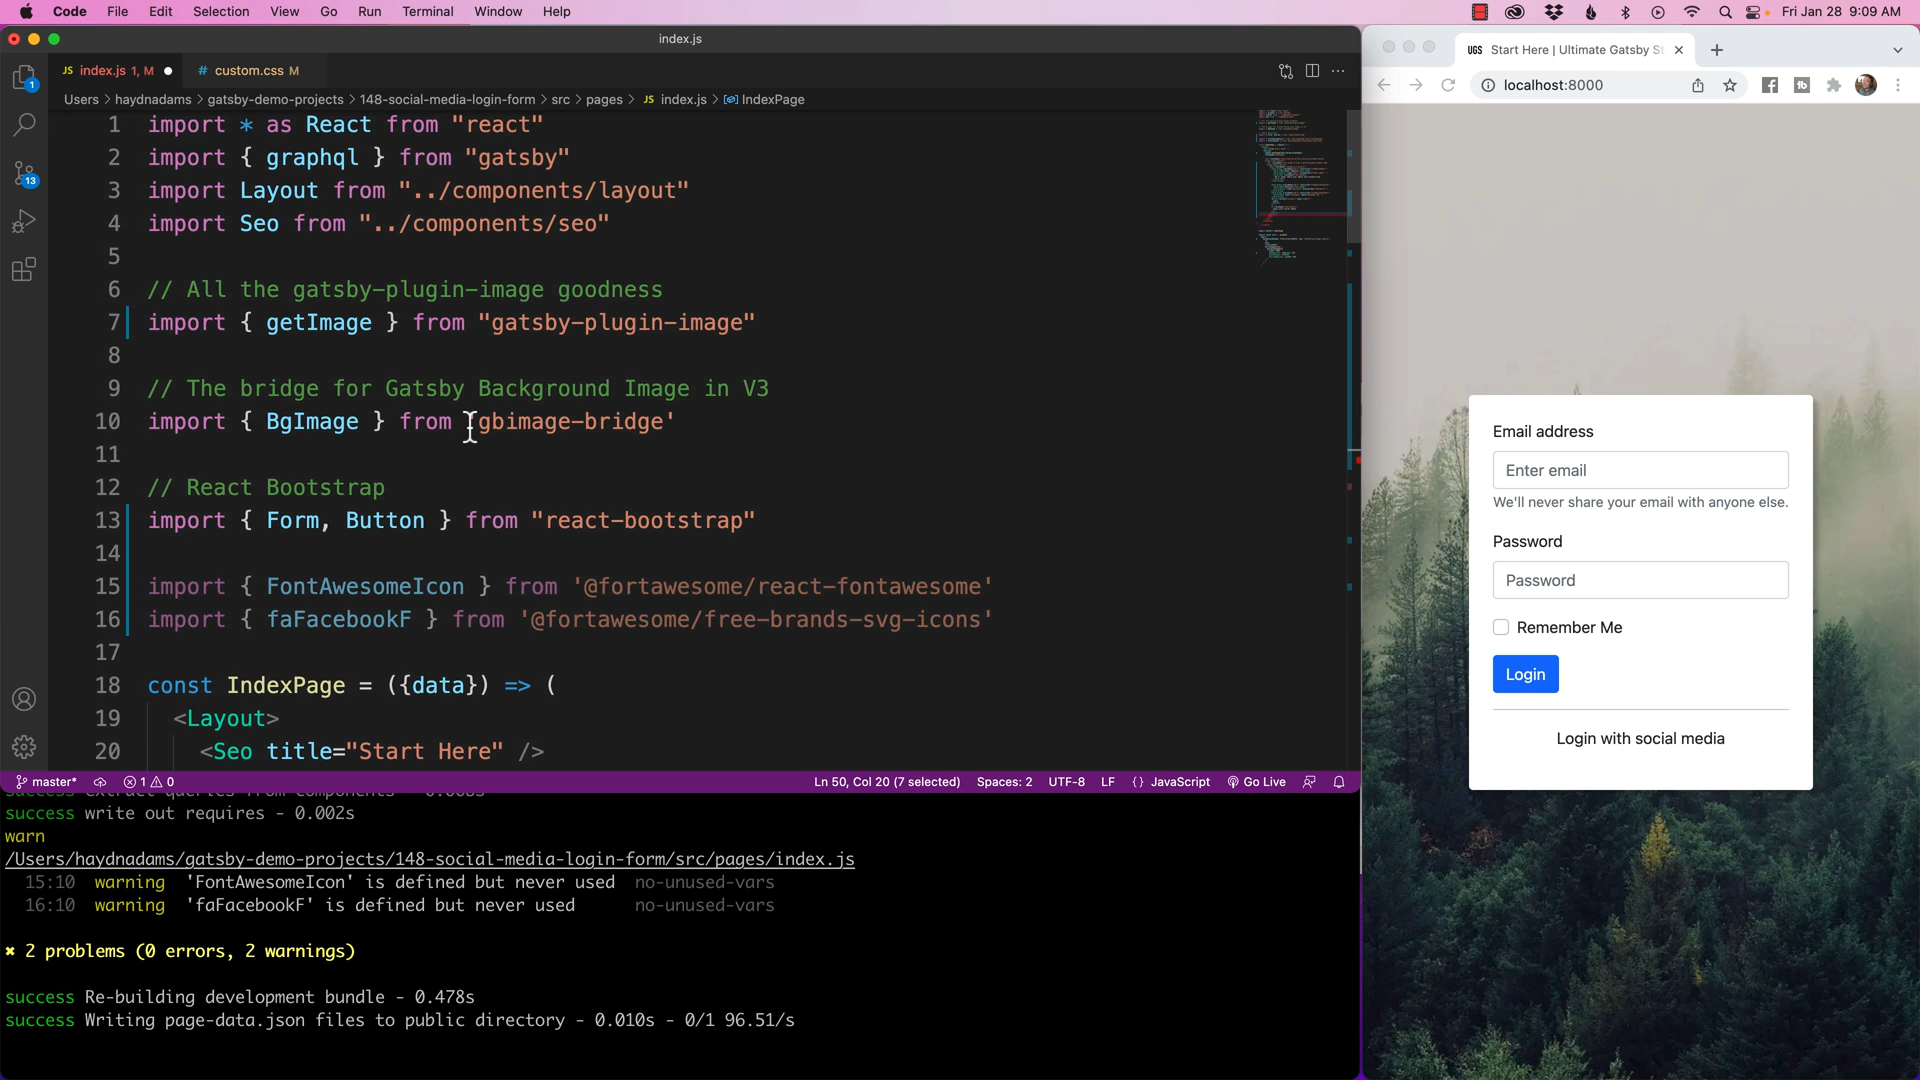 Code File Edit Selection View Go Run Terminal Window Help
Fri Jan 28 9:09 AM
index.js
JS index.js 1, M
# custom.css M
Users > haydnadams > gatsby-demo-projects > 148-social-media-login-form > src > pages > JS index.js > IndexPage
1
13
1 import * as React from "react"
2 import { graphql } from "gatsby"
3 import Layout from "../components/layout"
4 import Seo from "../components/seo"
5
6 // All the gatsby-plugin-image goodness
7 import { getImage } from "gatsby-plugin-image"
8
9 // The bridge for Gatsby Background Image in V3
10 import { BgImage } from 'gbimage-bridge'
11
12 // React Bootstrap
13 import { Form, Button } from "react-bootstrap"
14
15 import { FontAwesomeIcon } from '@fortawesome/react-fontawesome'
16 import { faFacebookF } from '@fortawesome/free-brands-svg-icons'
17
18 const IndexPage = ({data}) => (
19 <Layout>
20 <Seo title="Start Here" />
master* 1 0 Ln 50, Col 20 (7 selected) Spaces: 2 UTF-8 LF {} JavaScript Go Live
success write out requires - 0.002s
warn
/Users/haydnadams/gatsby-demo-projects/148-social-media-login-form/src/pages/index.js
15:10 warning 'FontAwesomeIcon' is defined but never used no-unused-vars
16:10 warning 'faFacebookF' is defined but never used no-unused-vars
✖ 2 problems (0 errors, 2 warnings)
success Re-building development bundle - 0.478s
success Writing page-data.json files to public directory - 0.010s - 0/1 96.51/s
UGS Start Here | Ultimate Gatsby St
localhost:8000
Email address
Enter email
We'll never share your email with anyone else.
Password
Password
Remember Me
Login
Login with social media